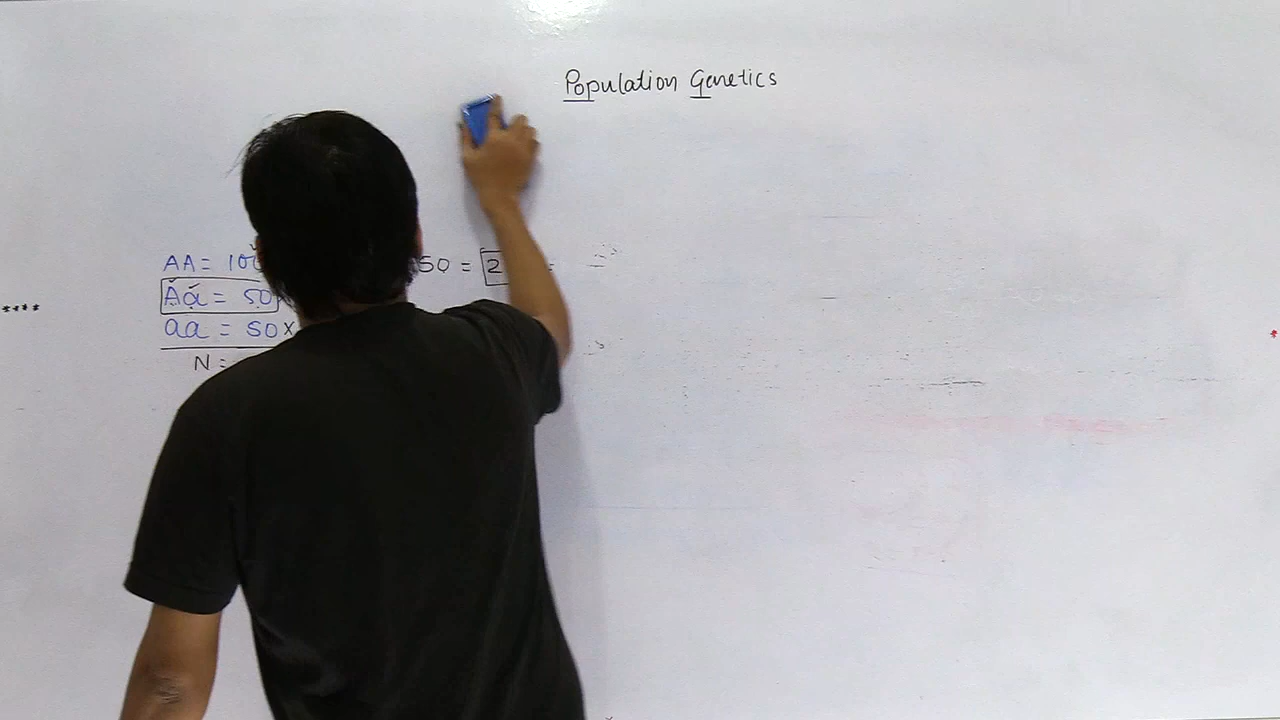 Population Genetics
AA = 100 50 = 2
Aa = 50
aa = 50 x
N =